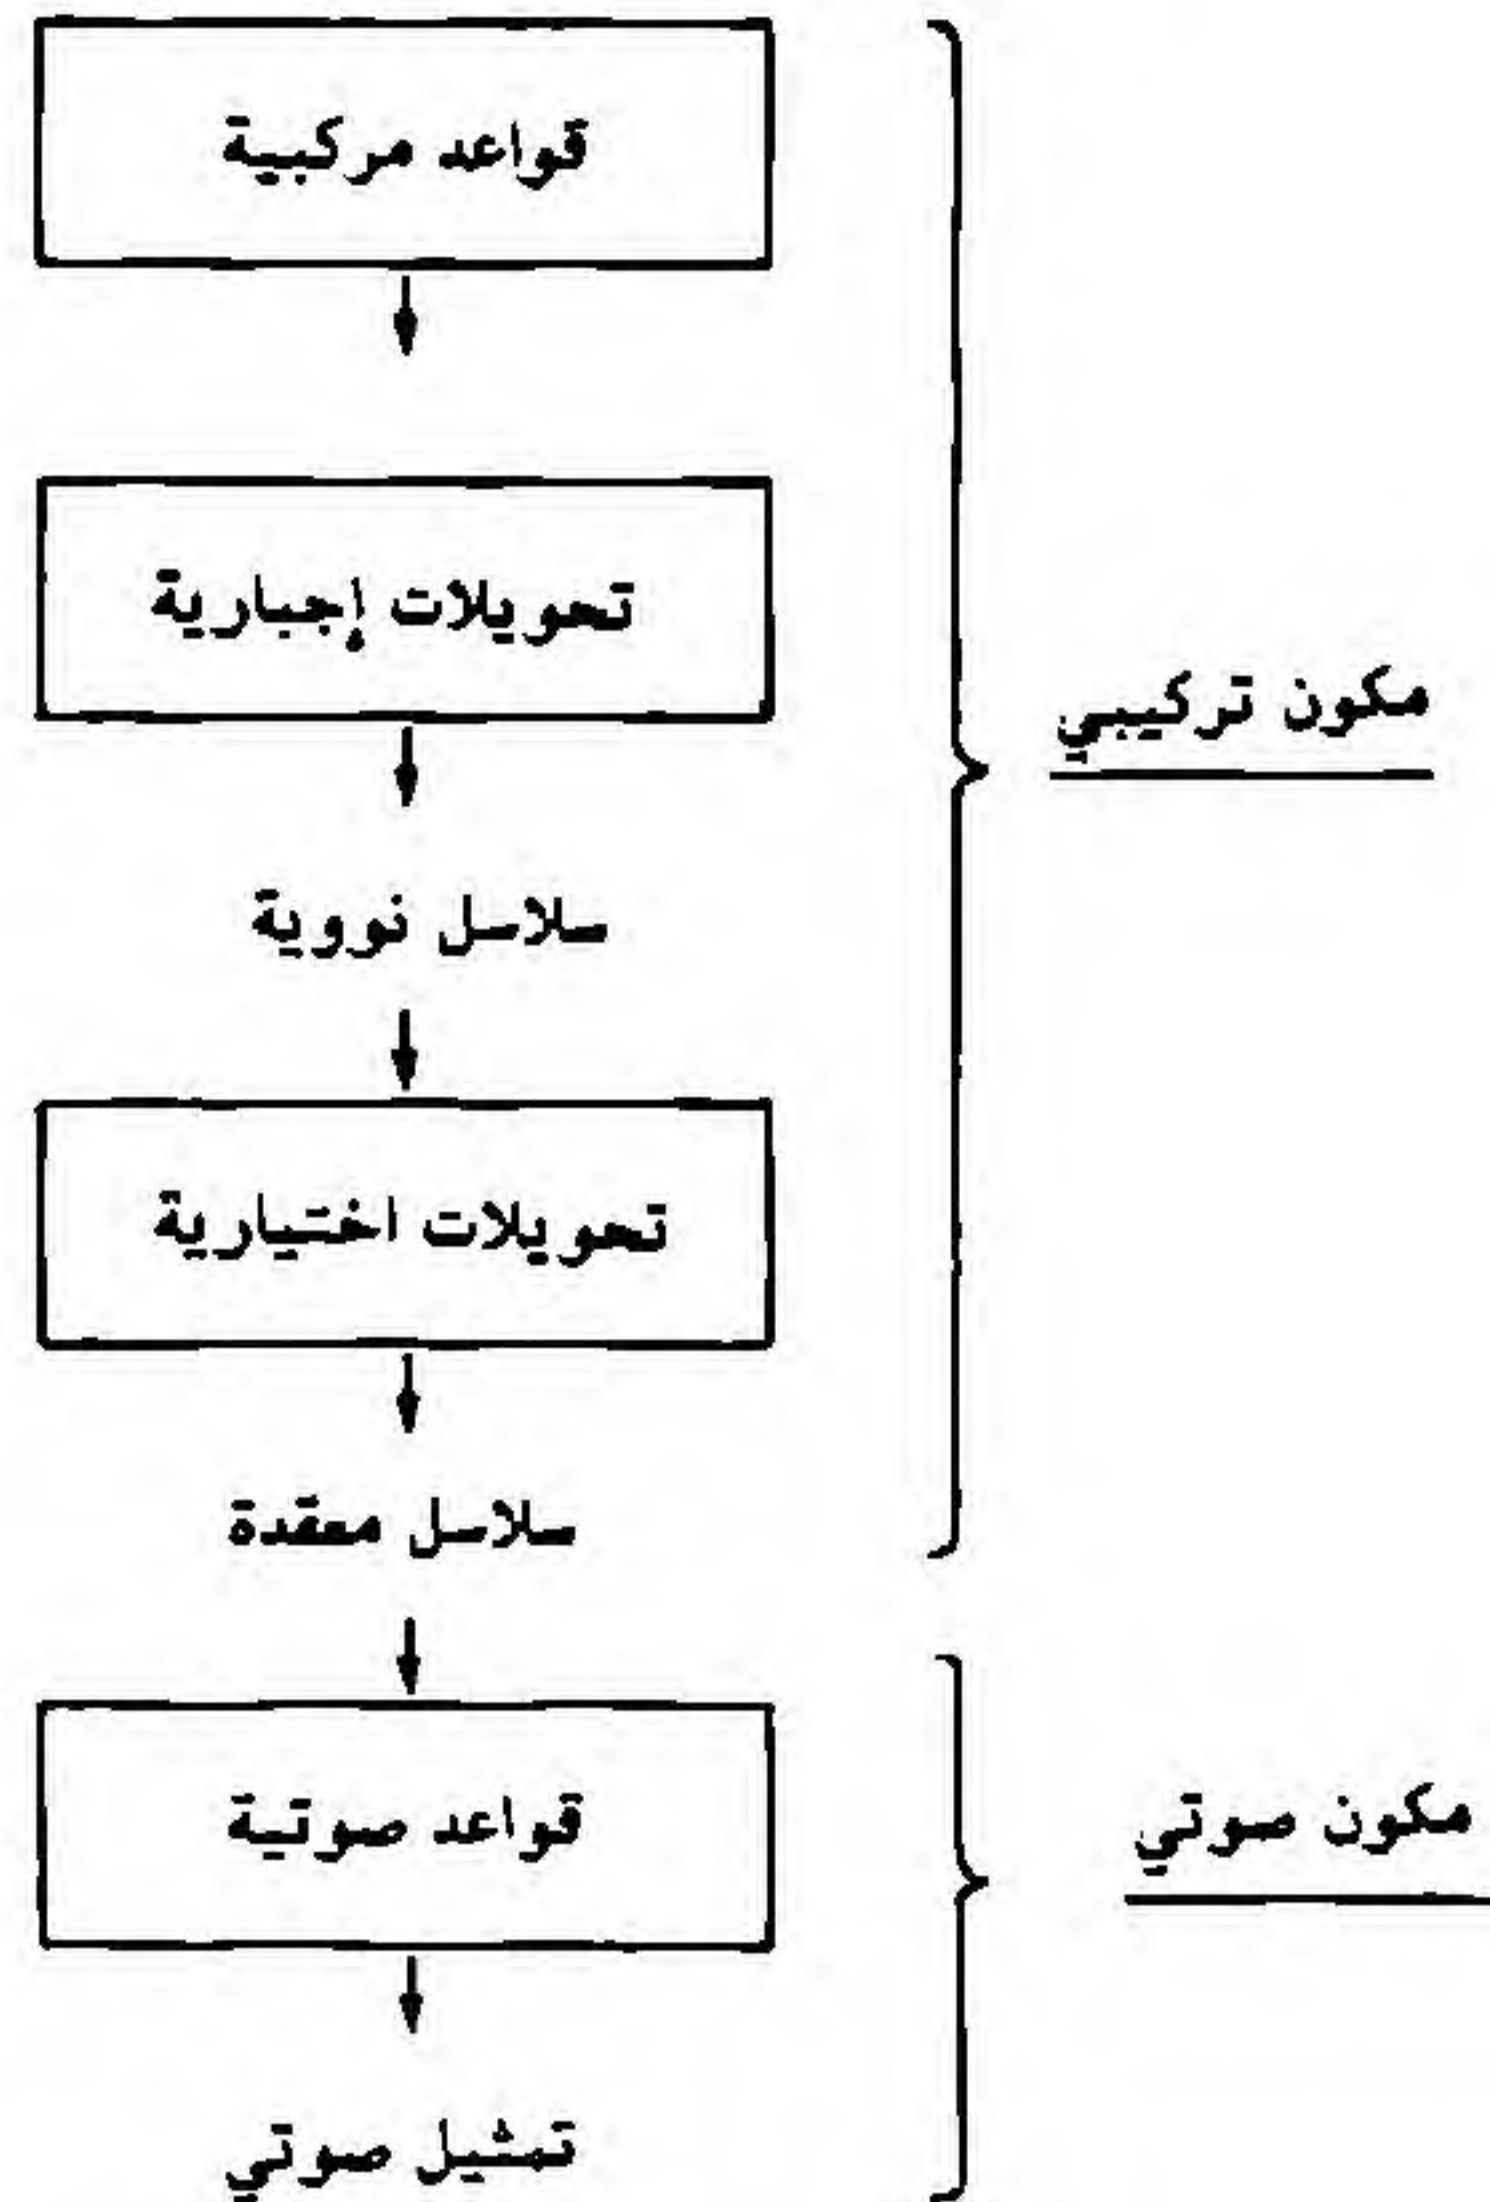 قواعد مركبية
تحويلات إجبارية
مكون تركيبي
سلاسل نووية
تحويلات اختيارية
سلاسل معقدة
قواعد صوتية
مكون صوتي
تمثيل صوتي